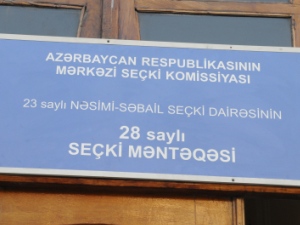 AZƏRBAYCAN RESPUBLİKASININ
MƏRKƏZİ SEÇKİ KOMİSSİYASI
23 saylı NƏSİMİ-SƏBAİL SEÇKİ DAİRƏSİNİN
28 saylı
SEÇKİ MƏNTƏQƏSİ